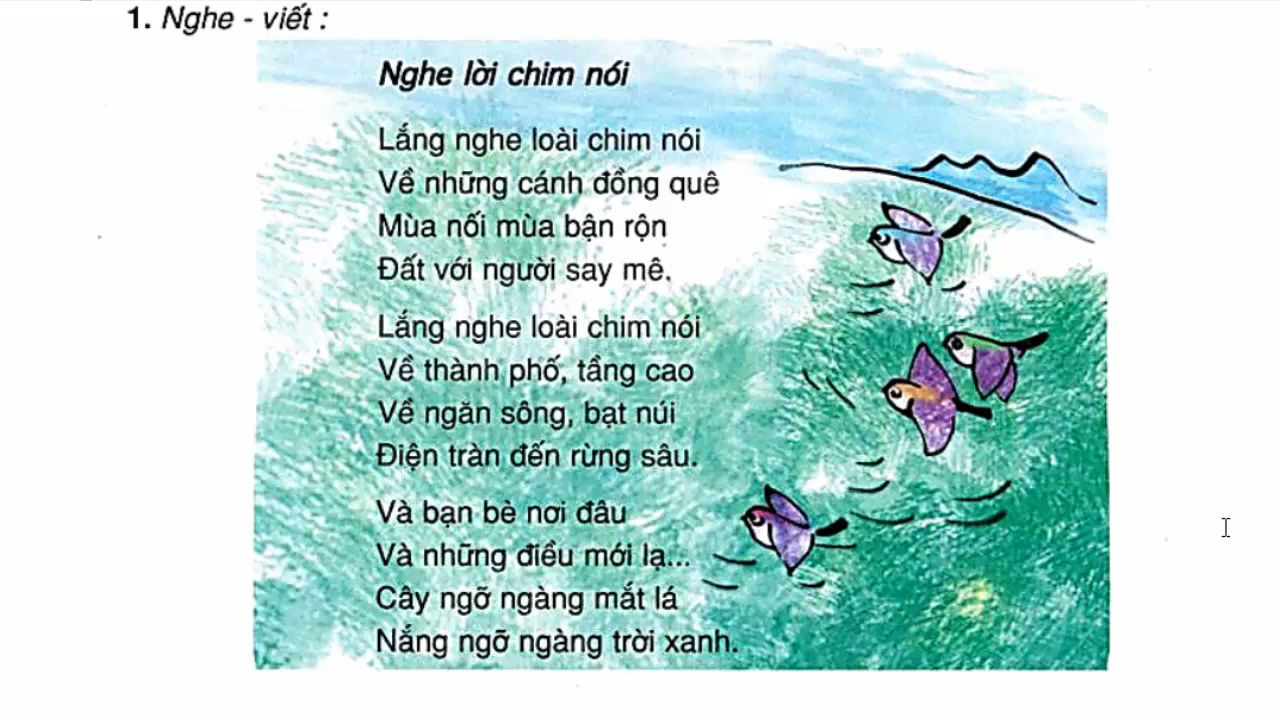 1. Nghe - viết :
Nghe lời chim nói
Lắng nghe loài chim nói
Về những cánh đồng quê
Mùa nối mùa bận rộn
Đất với người say mê.
Lắng nghe loài chim nói
Về thành phố, tầng cao
Về ngăn sông, bạt núi
Điện tràn đến rừng sâu.
Và bạn bè nơi đâu
Và những điều mới lạ...
Cây ngỡ ngàng mắt lá
Nắng ngỡ ngàng trời xanh.